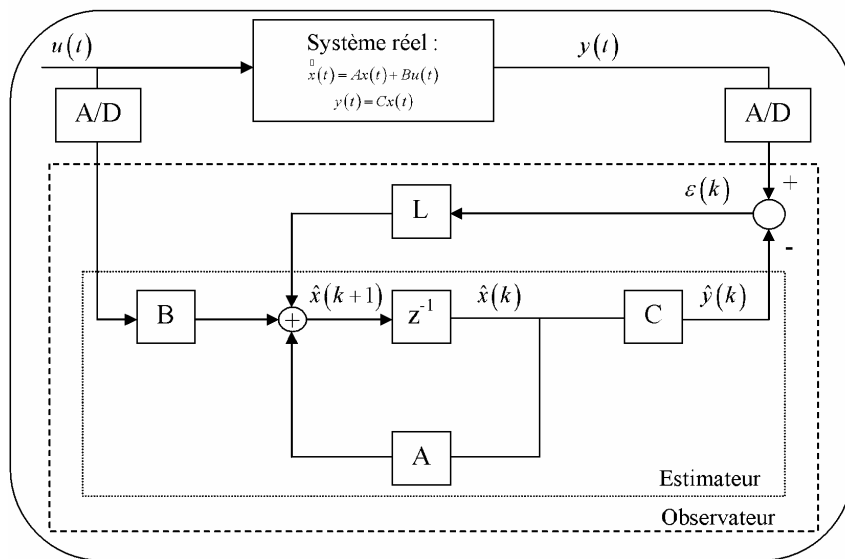 u(t)
Système réel :
y(t)
ẋ(t) = Ax(t) + Bu(t)
y(t) = Cx(t)
A/D
A/D
ε(k)
+
L
-
x̂(k+1)
x̂(k)
ŷ(k)
B
+
z⁻¹
C
A
Estimateur
Observateur